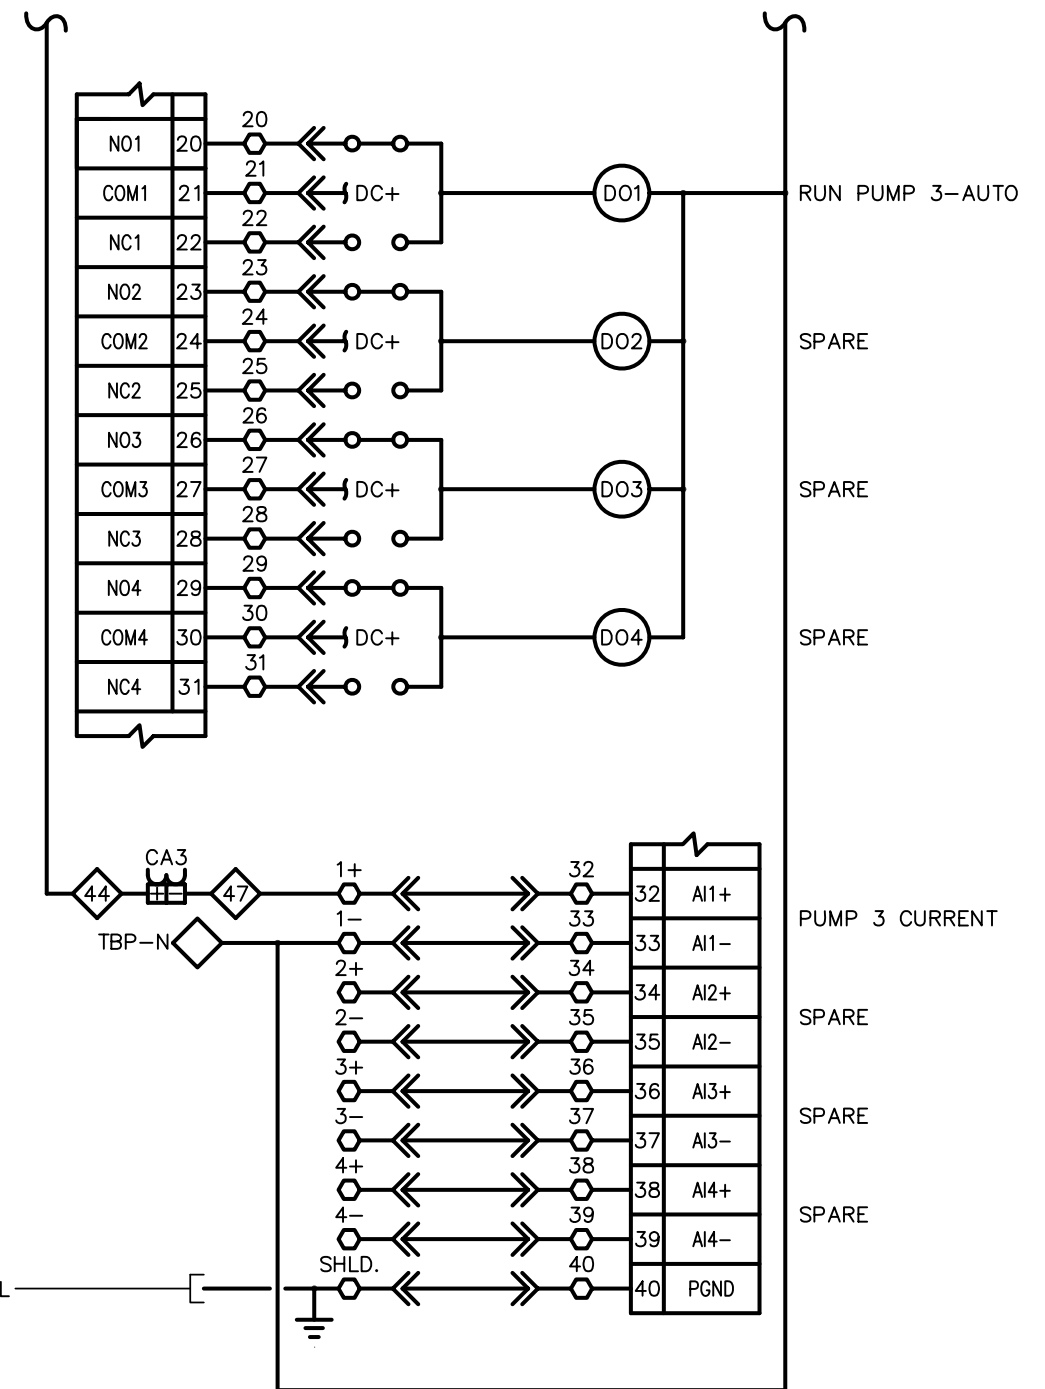 20
NO1 20
21
COM1 21 DC+ DO1 RUN PUMP 3-AUTO
22
NC1 22
23
NO2 23
24
COM2 24 DC+ DO2 SPARE
25
NC2 25
26
NO3 26
27
COM3 27 DC+ DO3 SPARE
28
NC3 28
29
NO4 29
30
COM4 30 DC+ DO4 SPARE
31
NC4 31
CA3 1+ 32
44 + - 47 32 AI1+
PUMP 3 CURRENT
1- 33
TBP-N 33 AI1-
2+ 34
34 AI2+
SPARE
2- 35
35 AI2-
3+ 36
36 AI3+
SPARE
3- 37
37 AI3-
4+ 38
38 AI4+
SPARE
4- 39
39 AI4-
SHLD. 40
L 40 PGND